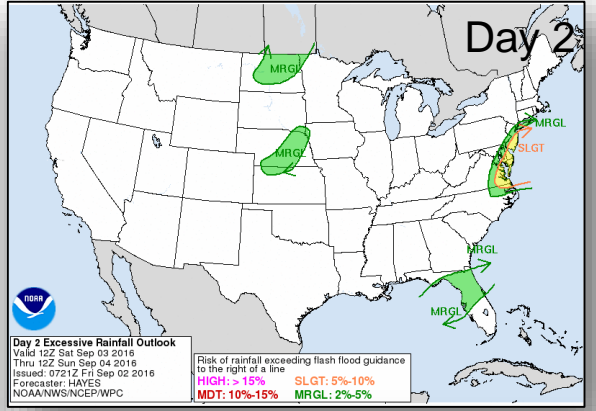 Day 2
MRGL
MRGL
MRGL
SLGT
MRGL
MRGL
NOAA
Day 2 Excessive Rainfall Outlook
Valid 12Z Sat Sep 03 2016
Thru 12Z Sun Sep 04 2016
Issued: 0721Z Fri Sep 02 2016
Forecaster: HAYES
NOAA/NWS/NCEP/WPC
Risk of rainfall exceeding flash flood guidance
to the right of a line
HIGH: > 15% SLGT: 5%-10%
MDT: 10%-15% MRGL: 2%-5%